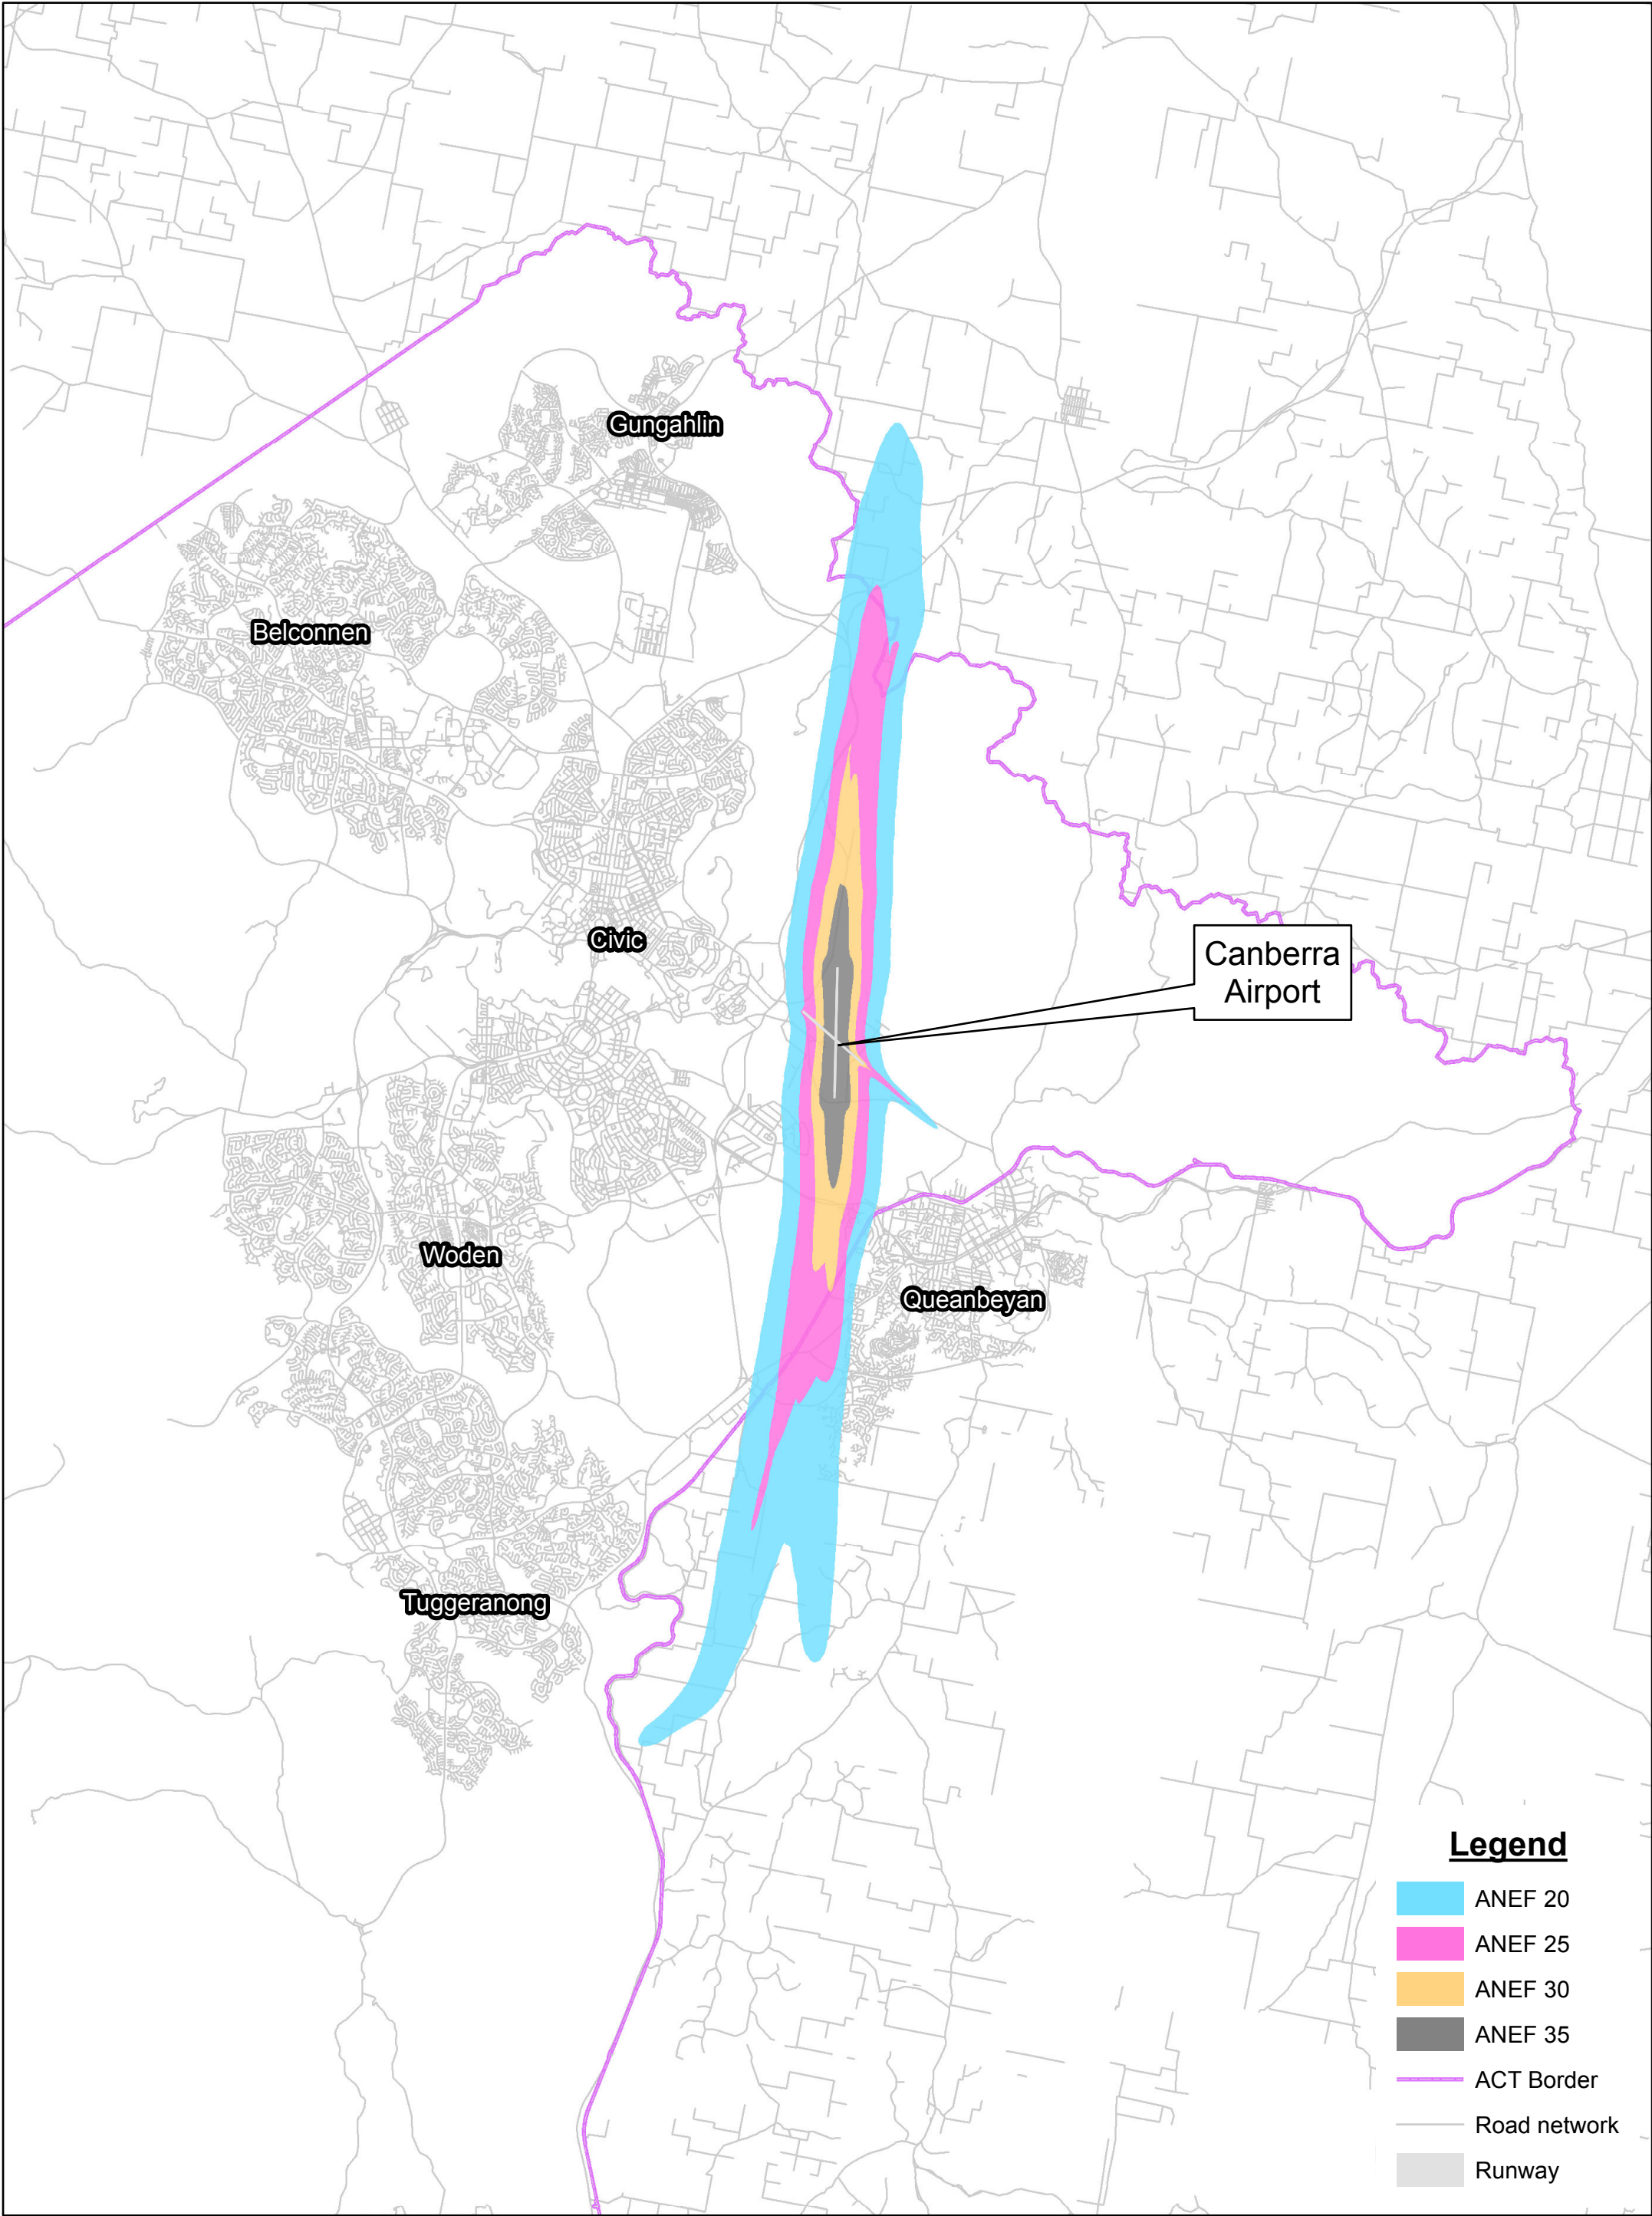 Gungahlin
Belconnen
Civic
Canberra
Airport
Woden
Queanbeyan
Tuggeranong
Legend
ANEF 20
ANEF 25
ANEF 30
ANEF 35
ACT Border
Road network
Runway